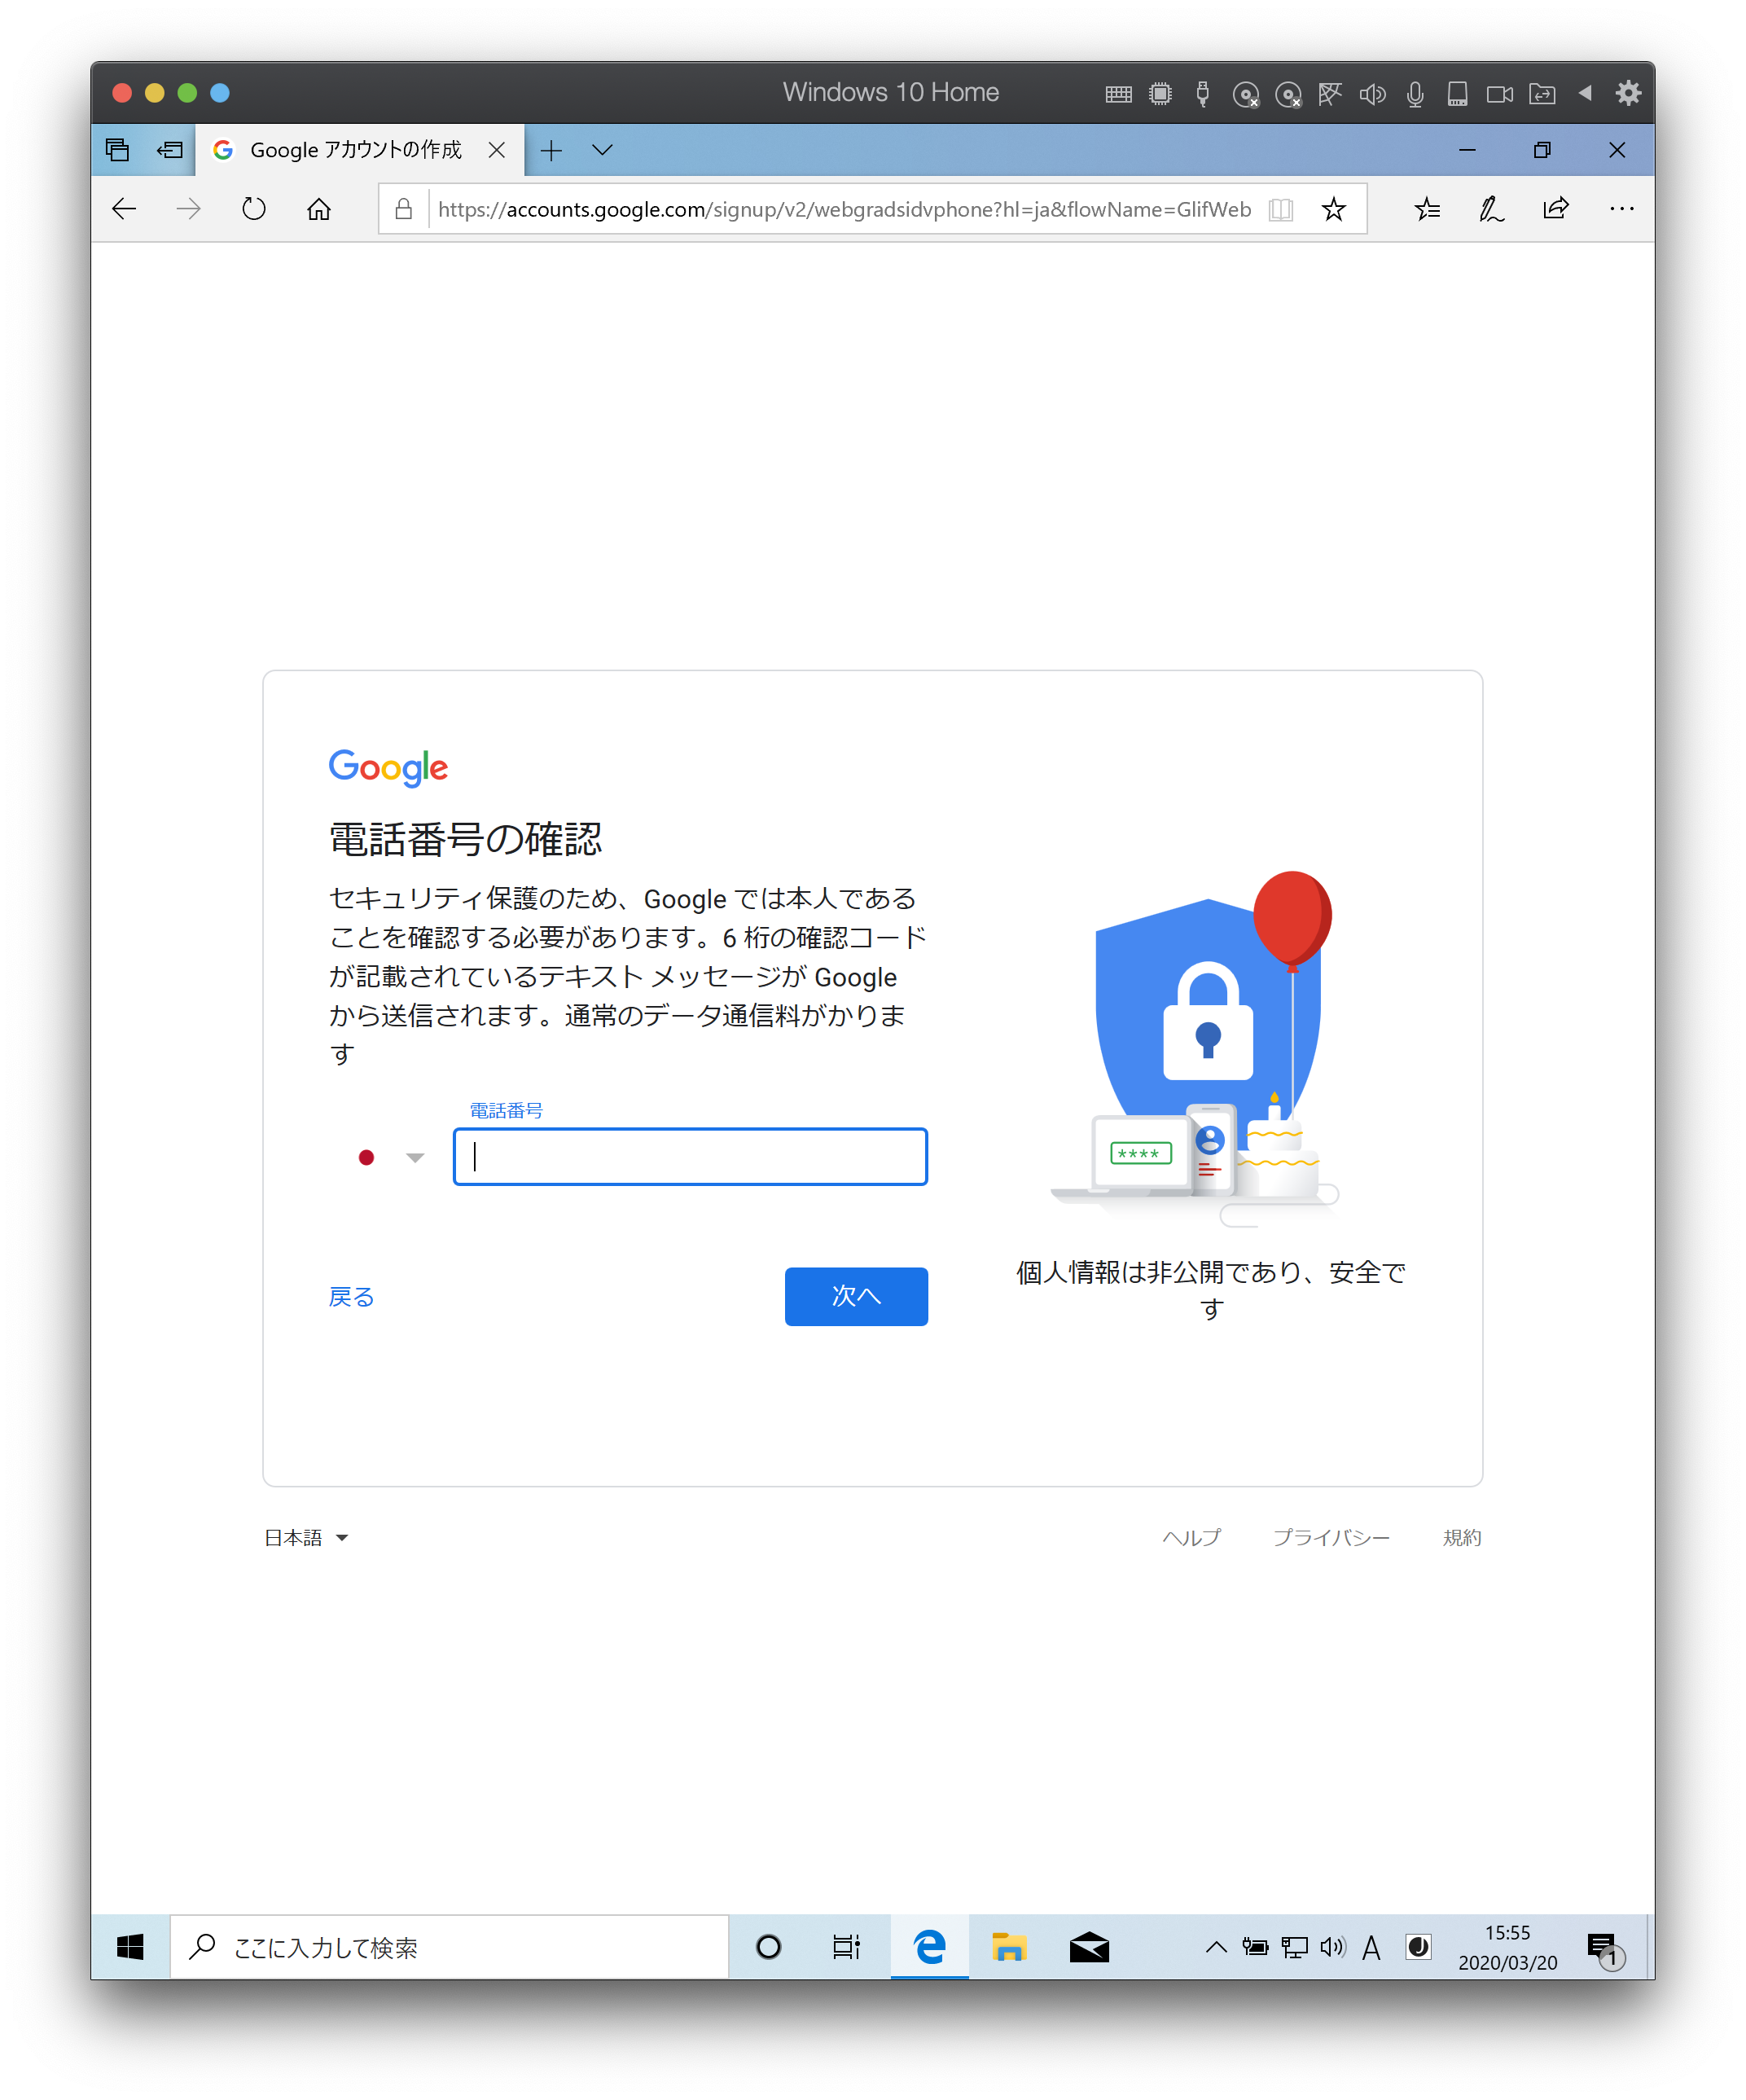 Windows 10 Home
Google アカウントの作成
https://accounts.google.com/signup/v2/webgradsidvphone?hl=ja&flowName=GlifWeb
Google
電話番号の確認
セキュリティ保護のため、Google では本人である
ことを確認する必要があります。6 桁の確認コード
が記載されているテキスト メッセージが Google
から送信されます。通常のデータ通信料がかりま
す
電話番号
****
戻る
次へ
個人情報は非公開であり、安全で
す
日本語
ヘルプ
プライバシー
規約
ここに入力して検索
A
J
15:55
2020/03/20
1